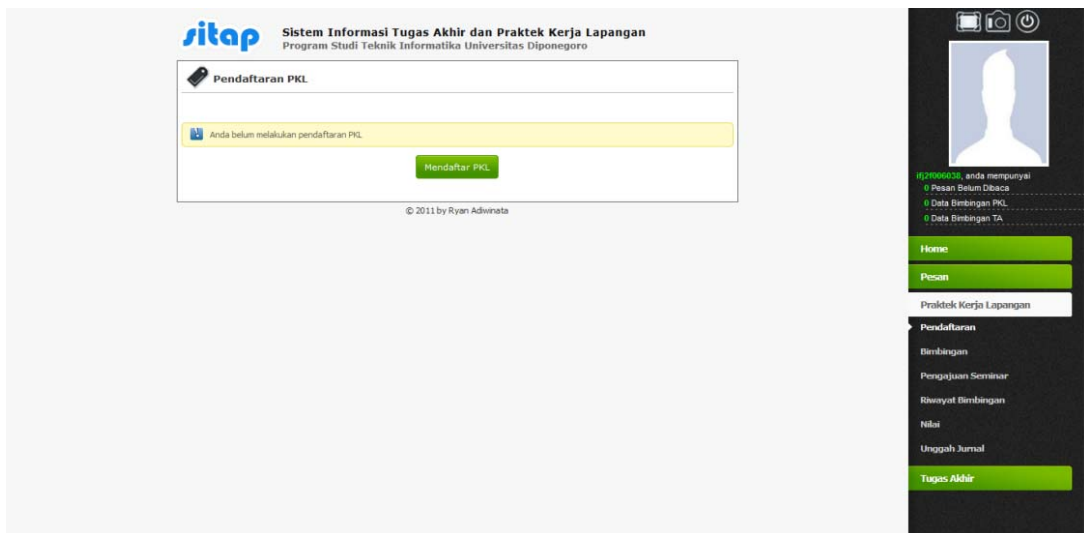 sitap
Sistem Informasi Tugas Akhir dan Praktek Kerja Lapangan
Program Studi Teknik Informatika Universitas Diponegoro
Pendaftaran PKL
Anda belum melakukan pendaftaran PKL
Mendaftar PKL
© 2011 by Ryan Adiwinata
anda mempunyai
0 Pesan Belum Dibaca
0 Data Bimbingan PKL
0 Data Bimbingan TA
Home
Pesan
Praktek Kerja Lapangan
Pendaftaran
Bimbingan
Pengajuan Seminar
Riwayat Bimbingan
Nilai
Unggah Jurnal
Tugas Akhir